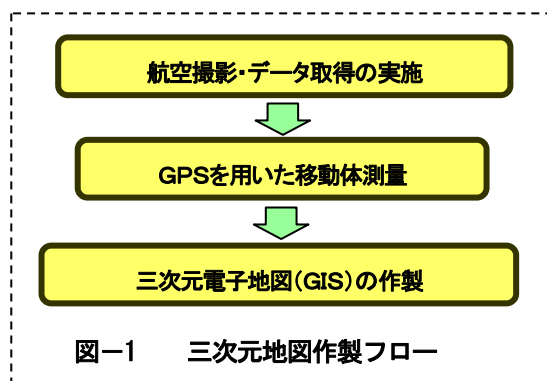 航空撮影・データ取得の実施
GPSを用いた移動体測量
三次元電子地図(GIS)の作製
図－1　　三次元地図作製フロー